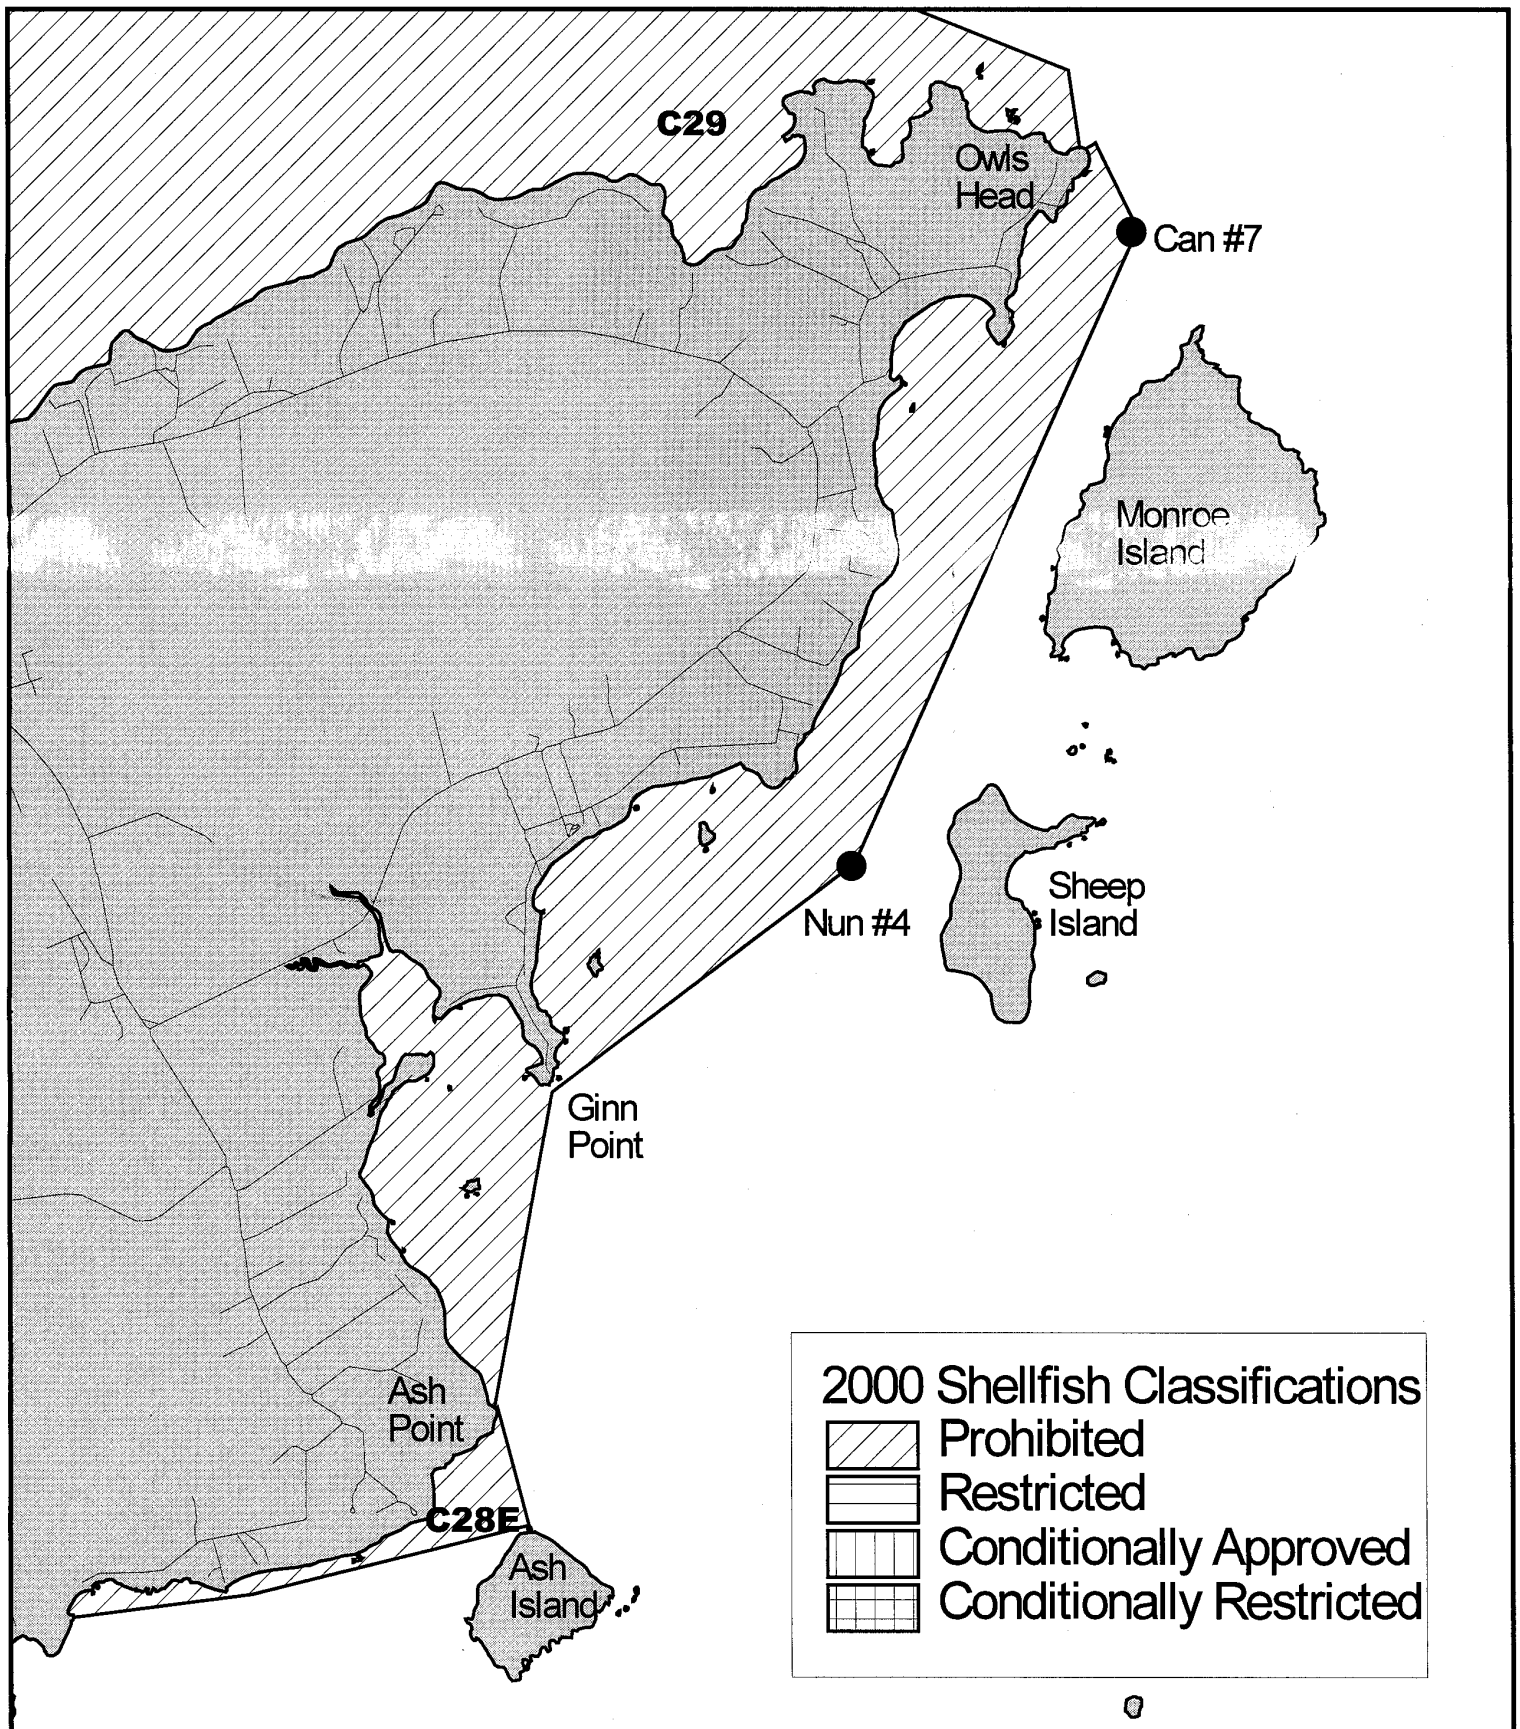 C29
Owls
Head
Can #7
Monroe
Island
Sheep
Island
Nun #4
Ginn
Point
Ash
Point
C28E
Ash
Island
2000 Shellfish Classifications
Prohibited
Restricted
Conditionally Approved
Conditionally Restricted